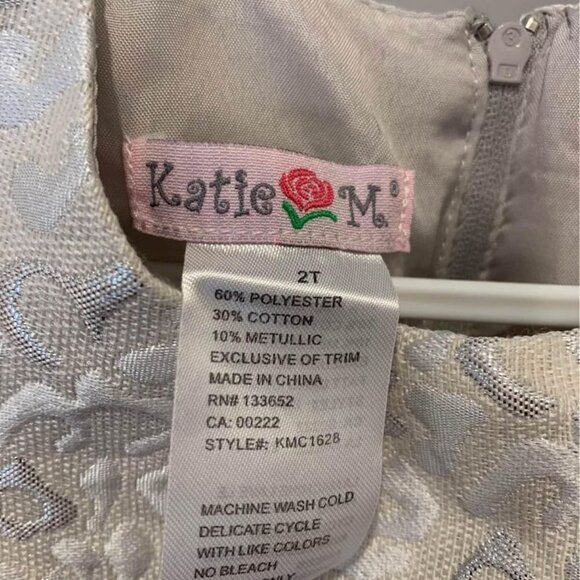 Katie M.®
2T
60% POLYESTER
30% COTTON
10% METULLIC
EXCLUSIVE OF TRIM
MADE IN CHINA
RN# 133652
CA: 00222
STYLE#: KMC1628
MACHINE WASH COLD
DELICATE CYCLE
WITH LIKE COLORS
NO BLEACH
ONLY